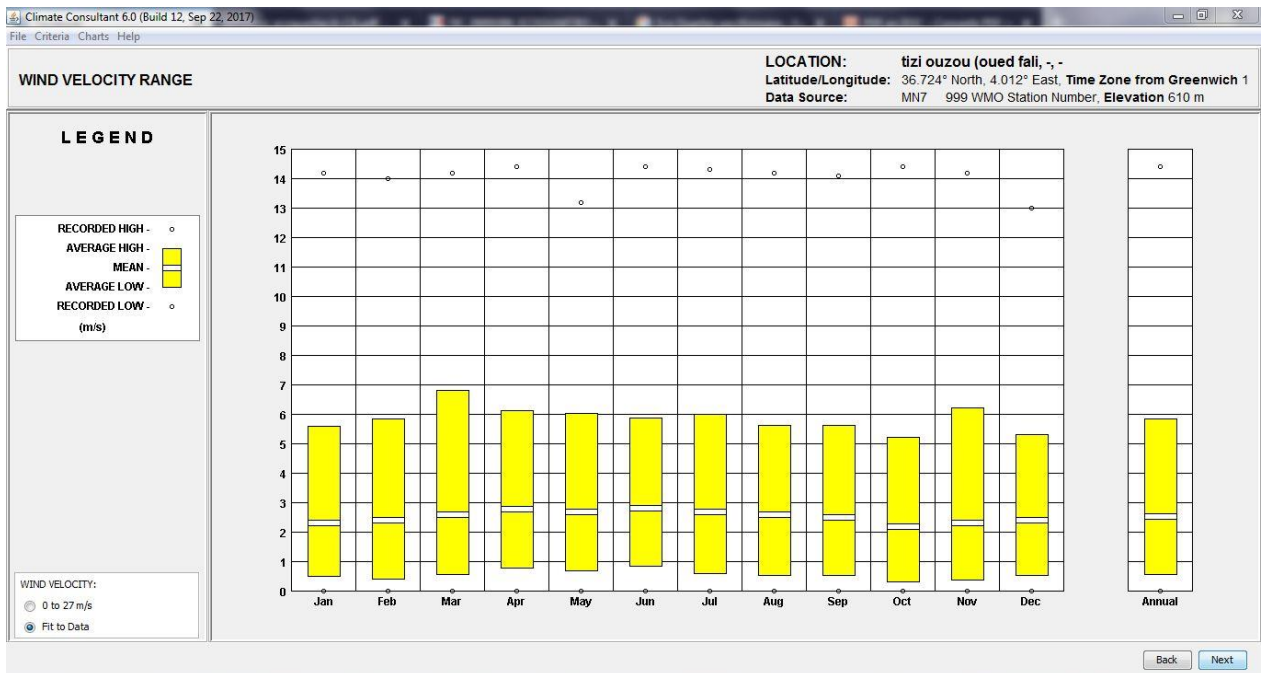 Climate Consultant 6.0 (Build 12, Sep 22, 2017)
File Criteria Charts Help
WIND VELOCITY RANGE
LOCATION: tizi ouzou (oued fali, -, -
Latitude/Longitude: 36.724° North, 4.012° East, Time Zone from Greenwich 1
Data Source: MN7 999 WMO Station Number, Elevation 610 m
LEGEND
RECORDED HIGH -
AVERAGE HIGH -
MEAN -
AVERAGE LOW -
RECORDED LOW -
(m/s)
WIND VELOCITY:
0 to 27 m/s
Fit to Data
15
14
13
12
11
10
9
8
7
6
5
4
3
2
1
0
Jan Feb Mar Apr May Jun Jul Aug Sep Oct Nov Dec Annual
Back Next